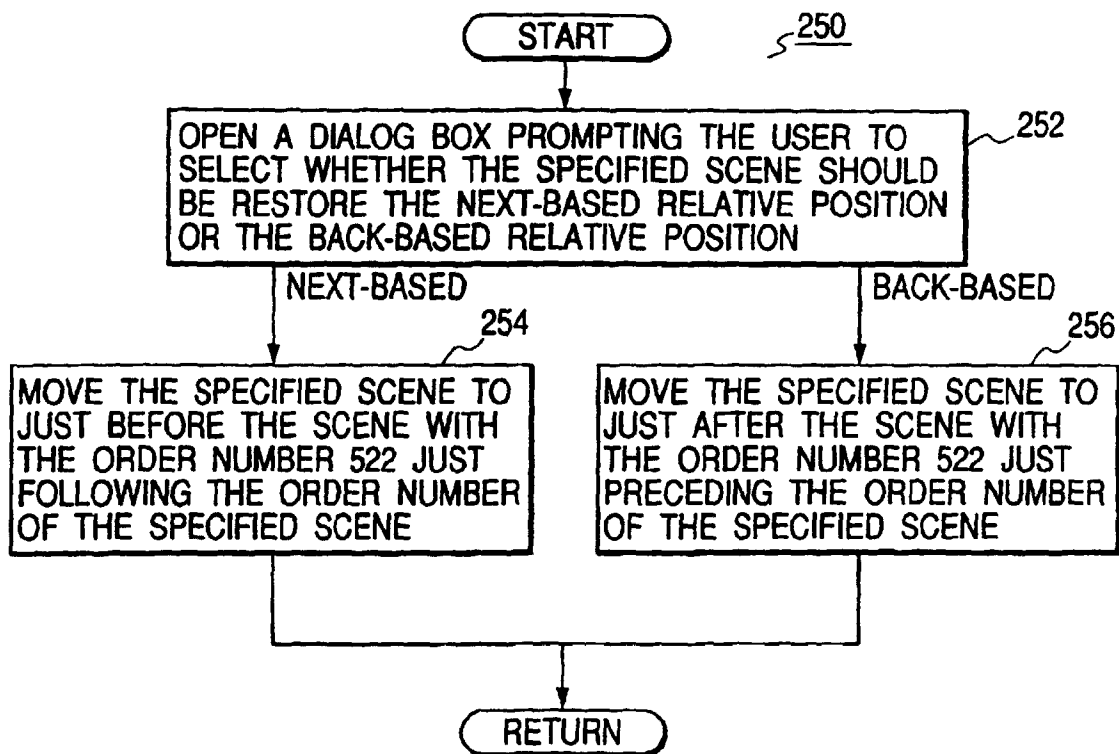 START
250
OPEN A DIALOG BOX PROMPTING THE USER TO
SELECT WHETHER THE SPECIFIED SCENE SHOULD
BE RESTORE THE NEXT-BASED RELATIVE POSITION
OR THE BACK-BASED RELATIVE POSITION
252
NEXT-BASED
BACK-BASED
254
MOVE THE SPECIFIED SCENE TO
JUST BEFORE THE SCENE WITH
THE ORDER NUMBER 522 JUST
FOLLOWING THE ORDER NUMBER
OF THE SPECIFIED SCENE
256
MOVE THE SPECIFIED SCENE TO
JUST AFTER THE SCENE WITH
THE ORDER NUMBER 522 JUST
PRECEDING THE ORDER NUMBER
OF THE SPECIFIED SCENE
RETURN